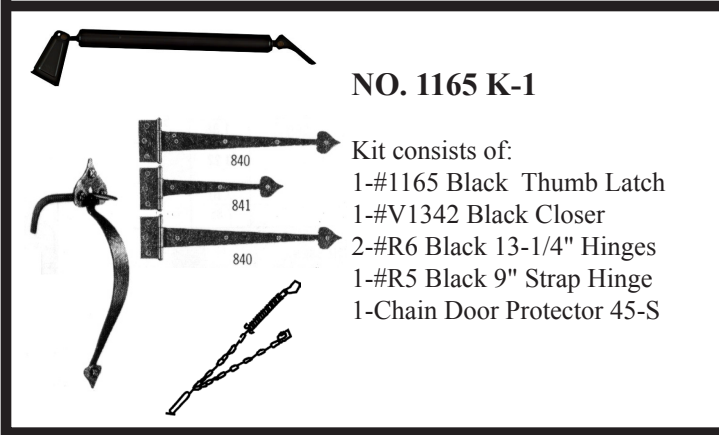 NO. 1165 K-1
Kit consists of:
1-#1165 Black Thumb Latch
1-#V1342 Black Closer
2-#R6 Black 13-1/4" Hinges
1-#R5 Black 9" Strap Hinge
1-Chain Door Protector 45-S
840
841
840